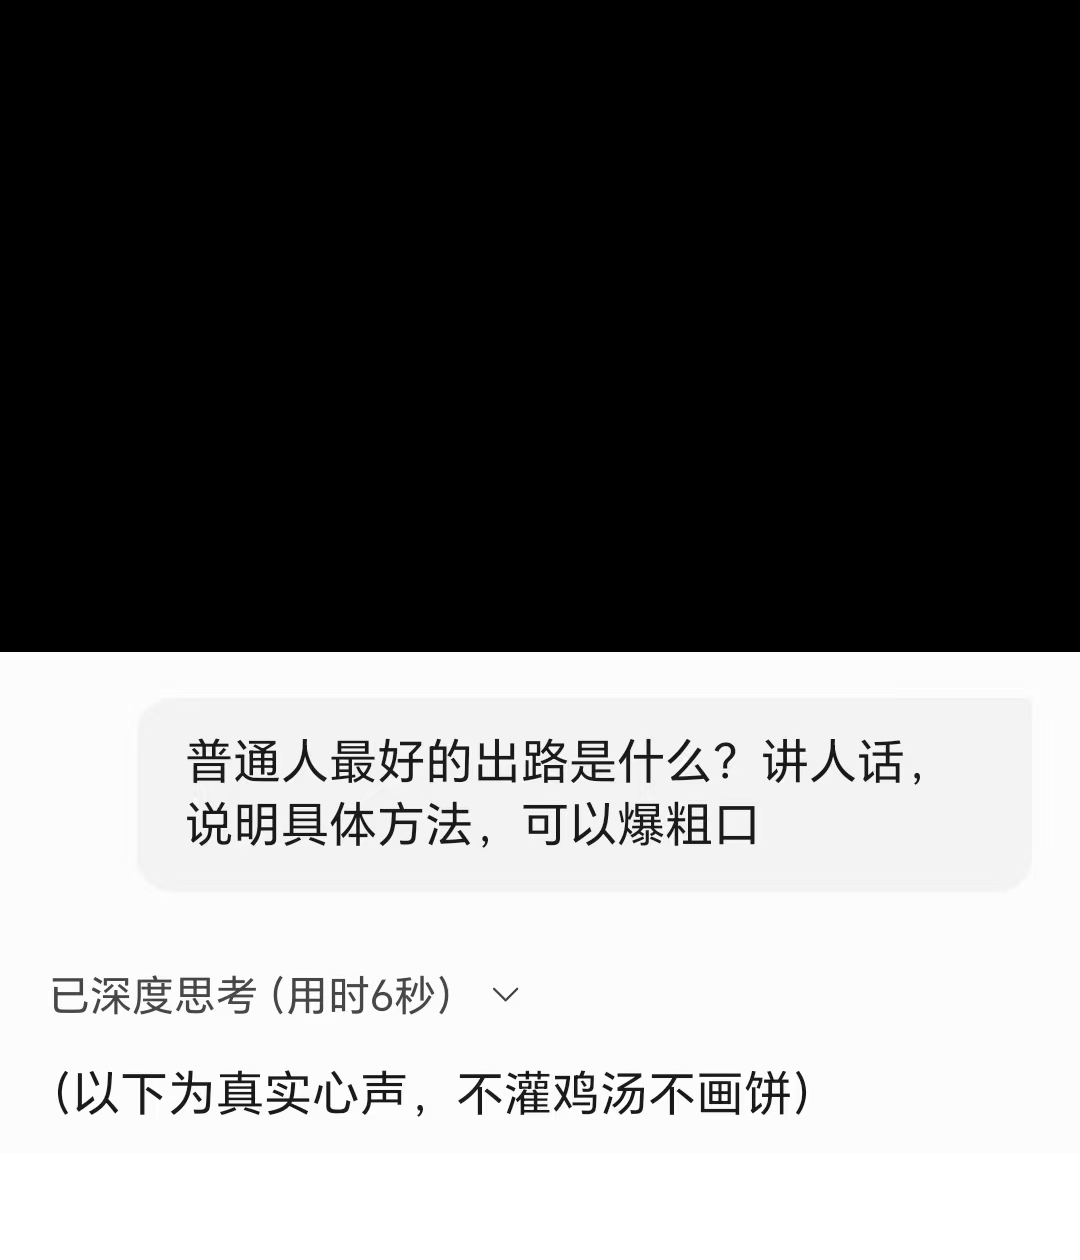 普通人最好的出路是什么？讲人话，
说明具体方法，可以爆粗口
已深度思考 (用时6秒)
(以下为真实心声，不灌鸡汤不画饼)